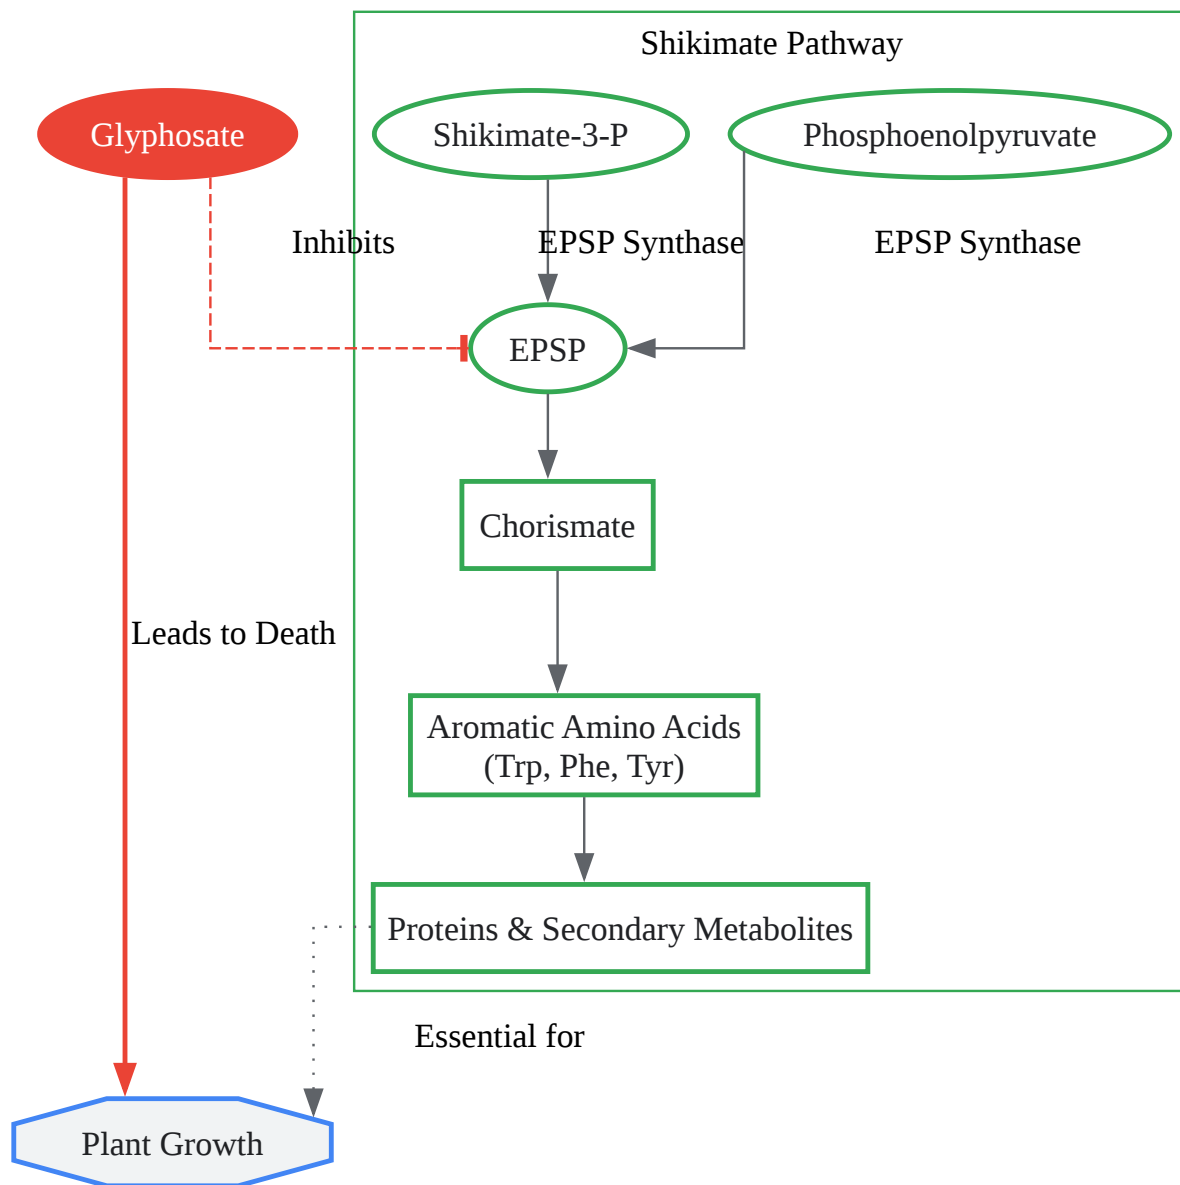 Shikimate Pathway
Glyphosate
Shikimate-3-P
Phosphoenolpyruvate
Inhibits
EPSP Synthase
EPSP Synthase
EPSP
Chorismate
Leads to Death
Aromatic Amino Acids
(Trp, Phe, Tyr)
Proteins & Secondary Metabolites
Essential for
Plant Growth